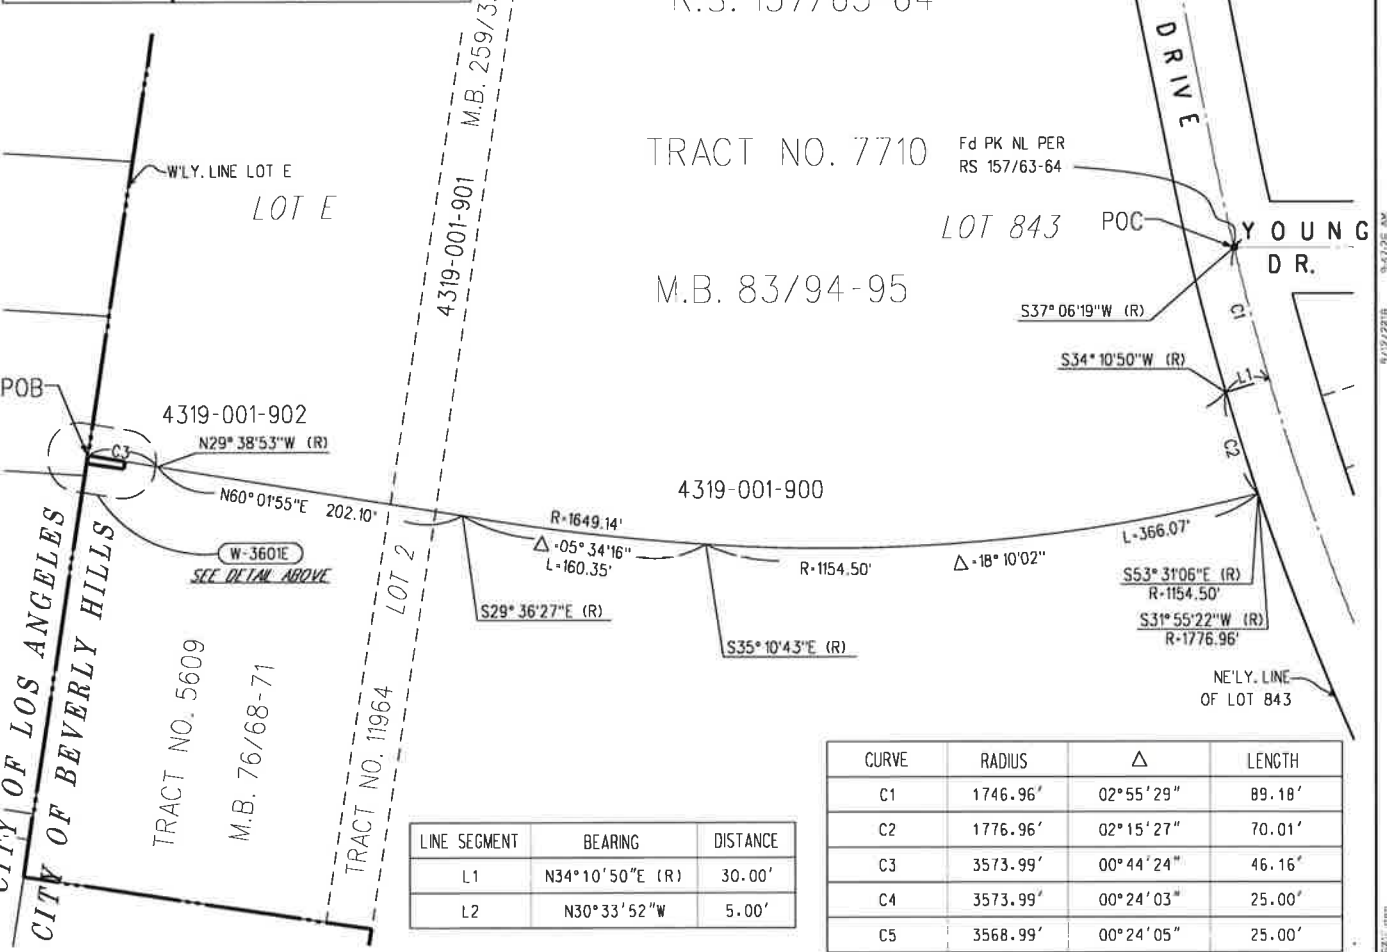 R.S. 157/63-64
M.B. 259/3
DRIVE
W'LY. LINE LOT E
LOT E
4319-001-901
TRACT NO. 7710
Fd PK NL PER
RS 157/63-64
LOT 843
POC
YOUNG
DR.
M.B. 83/94-95
S37°06'19"W (R)
C1
S34°10'50"W (R)
L1
POB
4319-001-902
C3
N29°38'53"W (R)
C2
N60°01'55"E 202.10'
4319-001-900
R=1649.14'
Δ=05°34'16"
L=160.35'
R=1154.50'
Δ=18°10'02"
L=366.07'
W-3601E
SEE DETAIL ABOVE
S53°31'06"E (R)
R=1154.50'
S29°36'27"E (R)
S31°55'22"W (R)
R=1776.96'
S35°10'43"E (R)
LOT 2
CITY OF LOS ANGELES
CITY OF BEVERLY HILLS
TRACT NO. 5609
M.B. 76/68-71
TRACT NO. 11964
NE'LY. LINE
OF LOT 843
LINE SEGMENT BEARING DISTANCE
L1 N34°10'50"E (R) 30.00'
L2 N30°33'52"W 5.00'
CURVE RADIUS Δ LENGTH
C1 1746.96' 02°55'29" 89.18'
C2 1776.96' 02°15'27" 70.01'
C3 3573.99' 00°44'24" 46.16'
C4 3573.99' 00°24'03" 25.00'
C5 3568.99' 00°24'05" 25.00'